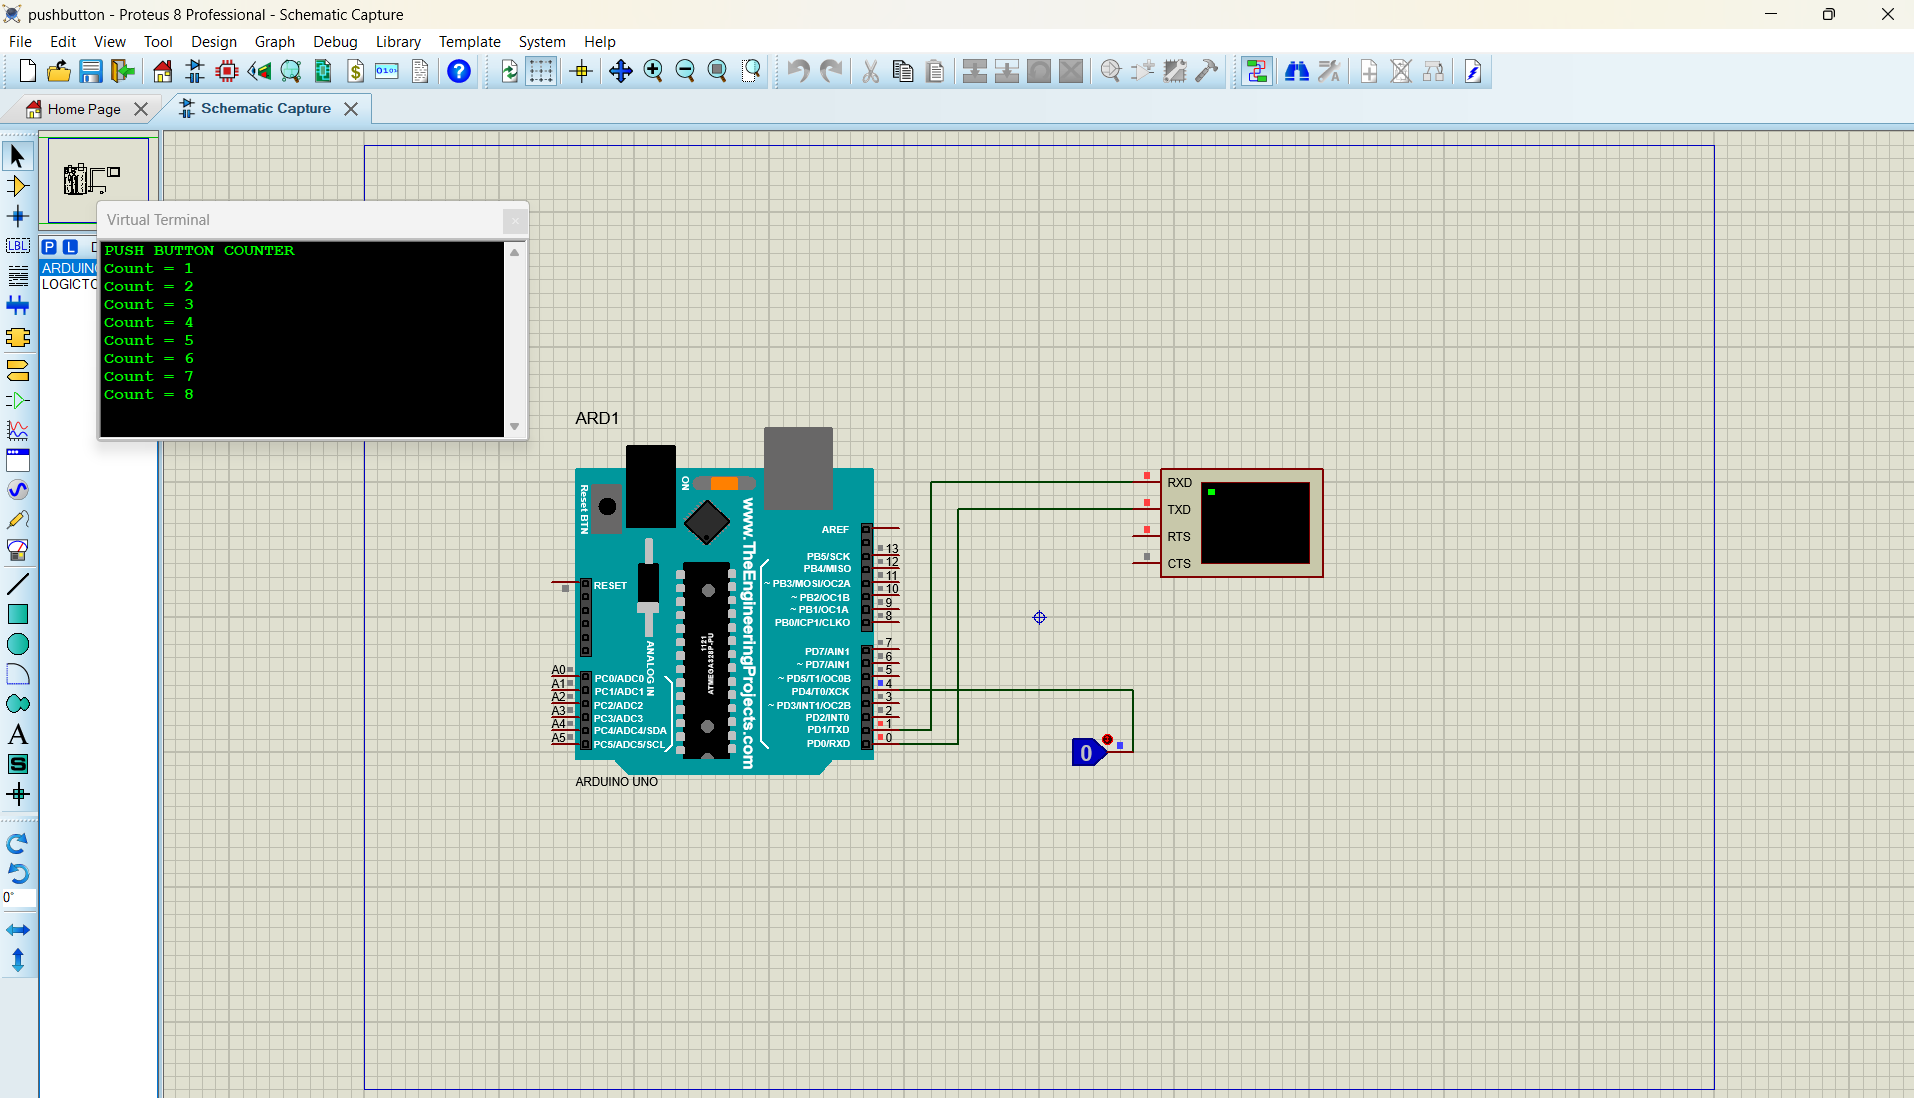 pushbutton - Proteus 8 Professional - Schematic Capture
File Edit View Tool Design Graph Debug Library Template System Help
Home Page
Schematic Capture
Virtual Terminal
PUSH BUTTON COUNTER
Count = 1
Count = 2
Count = 3
Count = 4
Count = 5
Count = 6
Count = 7
Count = 8
P L
LBL
0°
ARD1
Reset BTN
ON
www.TheEngineeringProjects.com
RESET
ANALOG IN
ATMEGA328P-PU
1121
AREF
PB5/SCK 13
PB4/MISO 12
~ PB3/MOSI/OC2A 11
~ PB2/OC1B 10
~ PB1/OC1A 9
PB0/ICP1/CLKO 8
PD7/AIN1 7
~ PD7/AIN1 6
~ PD5/T1/OC0B 5
PD4/T0/XCK 4
~ PD3/INT1/OC2B 3
PD2/INT0 2
PD1/TXD 1
PD0/RXD 0
A0 PC0/ADC0
A1 PC1/ADC1
A2 PC2/ADC2
A3 PC3/ADC3
A4 PC4/ADC4/SDA
A5 PC5/ADC5/SCL
ARDUINO UNO
RXD
TXD
RTS
CTS
0